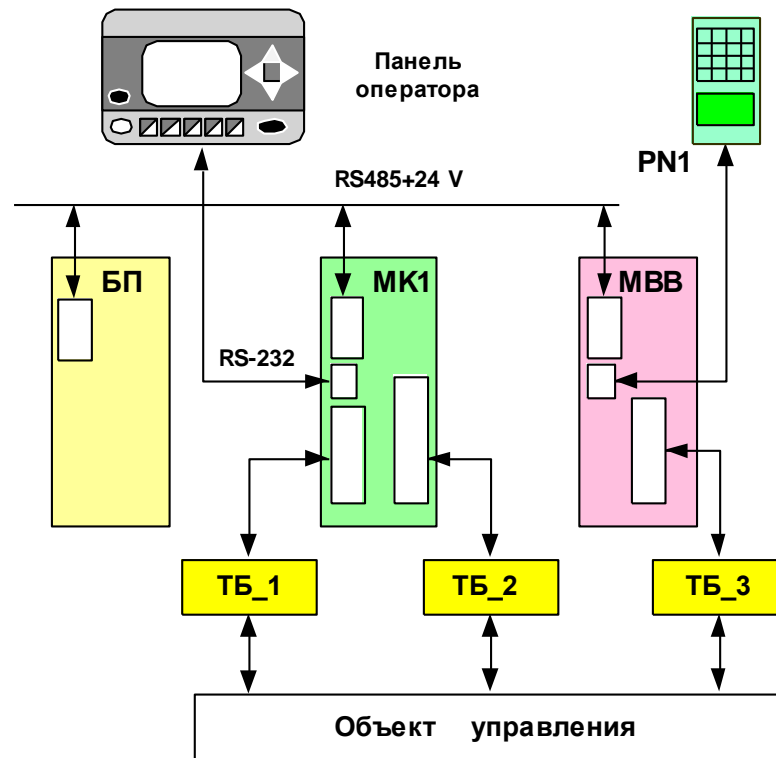 Панель
оператора
PN1
RS485+24 V
БП
МК1
МВВ
RS-232
ТБ_1
ТБ_2
ТБ_3
Объект управления